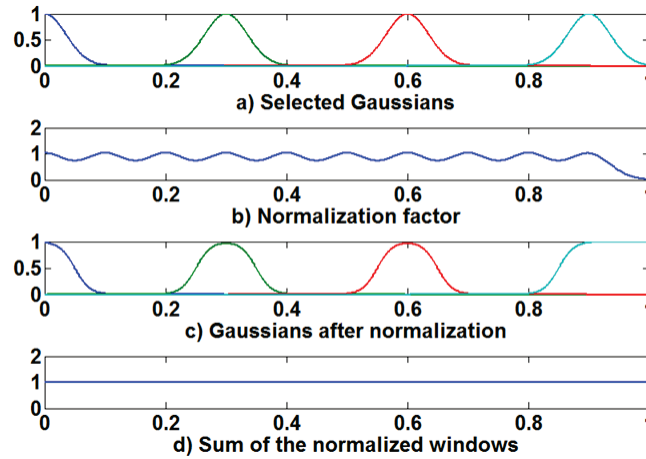 1
0.5
0
0 0.2 0.4 0.6 0.8
a) Selected Gaussians
2
1
0
0 0.2 0.4 0.6 0.8
b) Normalization factor
1
0.5
0
0 0.2 0.4 0.6 0.8
c) Gaussians after normalization
2
1
0
0 0.2 0.4 0.6 0.8
d) Sum of the normalized windows